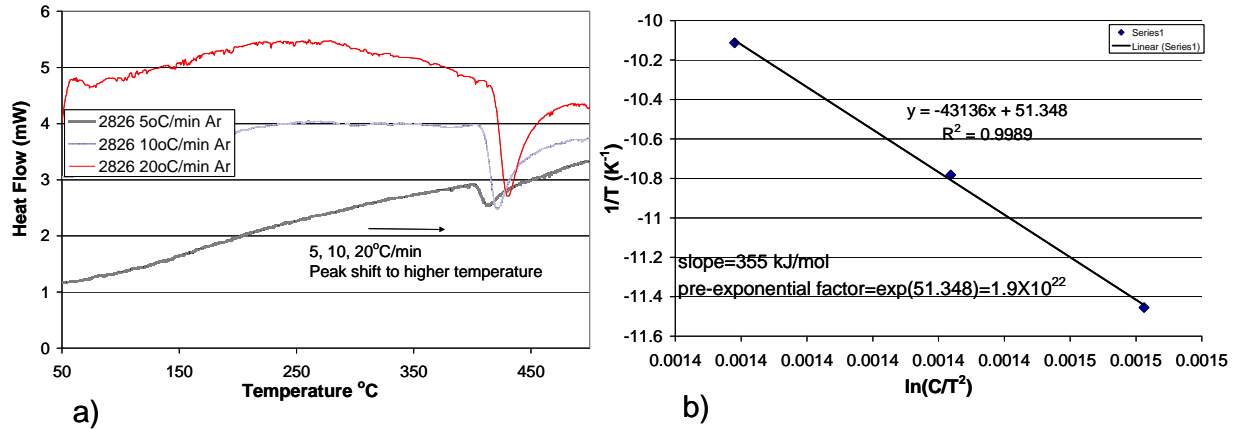 6
5
4
3
2
1
0
Heat Flow (mW)
2826 5oC/min Ar
2826 10oC/min Ar
2826 20oC/min Ar
5, 10, 20°C/min
Peak shift to higher temperature
50 150 250 350 450
Temperature °C
a)
-10
-10.2
-10.4
-10.6
-10.8
-11
-11.2
-11.4
-11.6
1/T (K⁻¹)
Series1
Linear (Series1)
y = -43136x + 51.348
R² = 0.9989
slope=355 kJ/mol
pre-exponential factor=exp(51.348)=1.9X10²²
0.0014 0.0014 0.0014 0.0014 0.0014 0.0014 0.0015 0.0015 0.0015
ln(C/T²)
b)